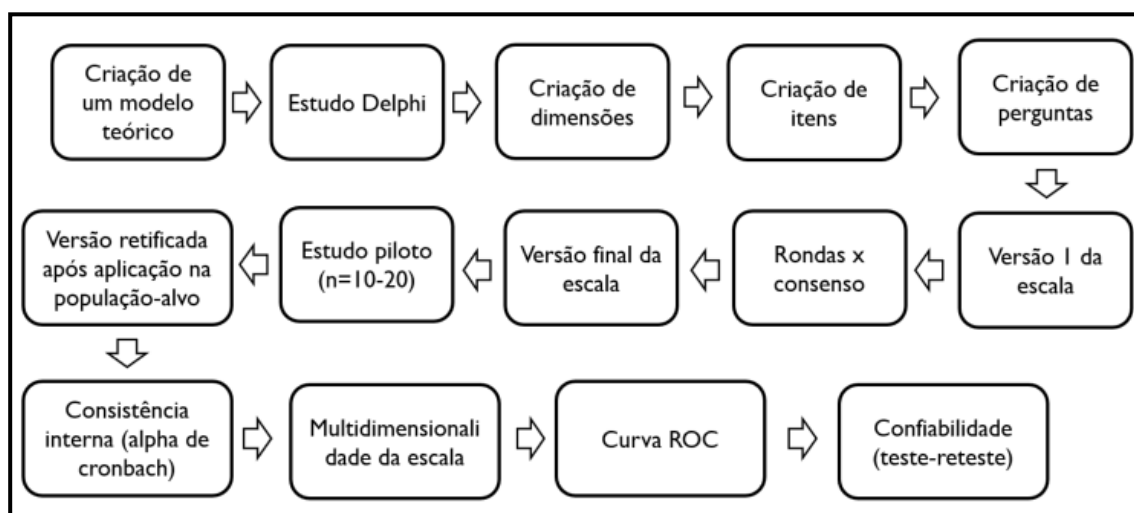 Criação de
um modelo
teórico
Estudo Delphi
Criação de
dimensões
Criação de
itens
Criação de
perguntas
Versão 1 da
escala
Rondas x
consenso
Versão final da
escala
Estudo piloto
(n=10-20)
Versão retificada
após aplicação na
população-alvo
Consistência
interna (alpha de
cronbach)
Multidimensionali
dade da escala
Curva ROC
Confiabilidade
(teste-reteste)